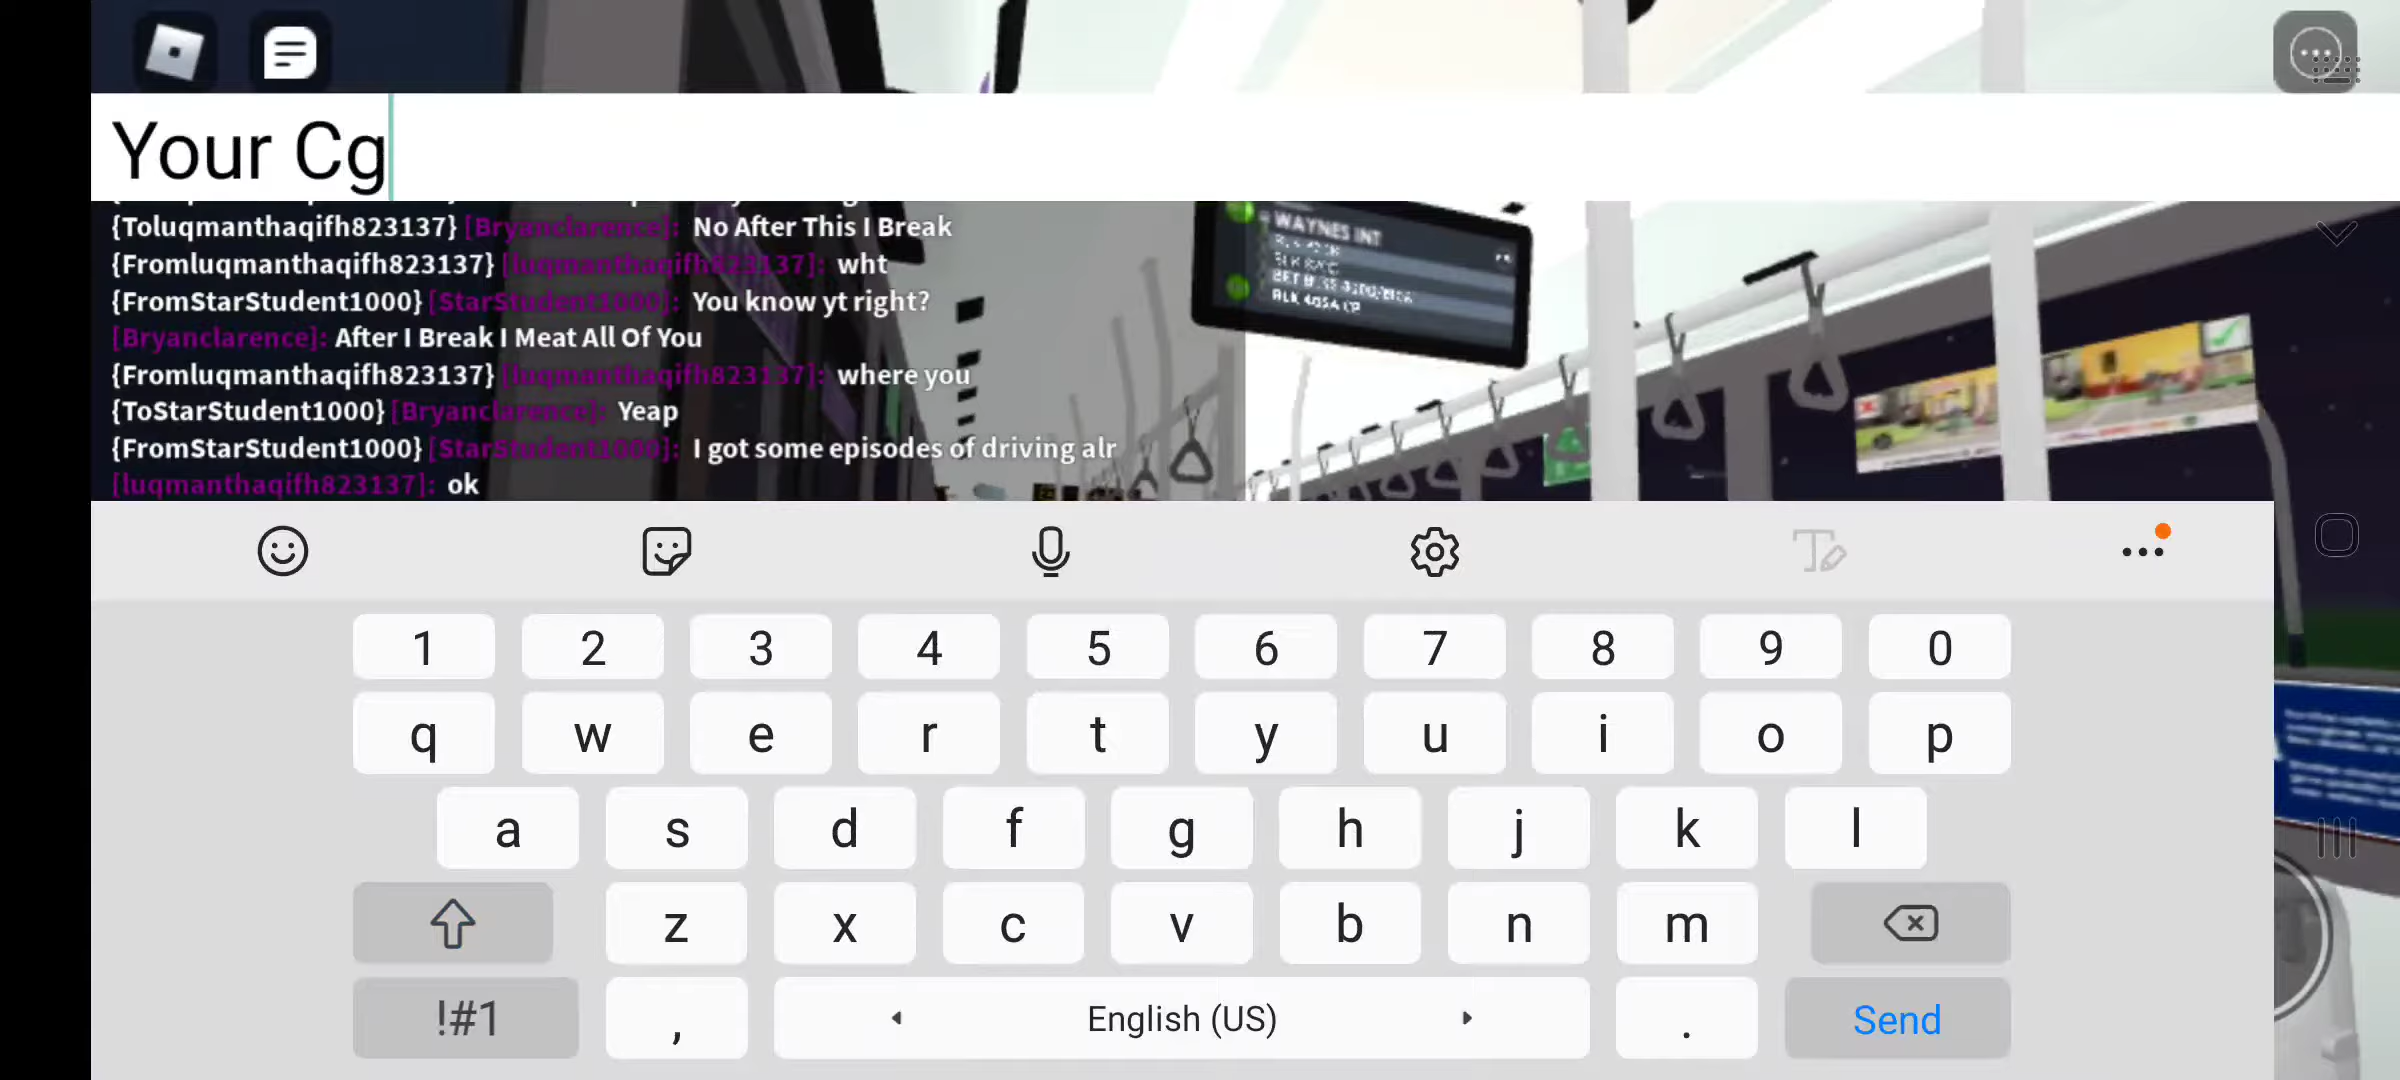 Your Cg
{Toluqmanthaqifh823137} [Bryanclarence]: No After This I Break
{Fromluqmanthaqifh823137} [luqmanthaqifh823137]: wht
{FromStarStudent1000} [StarStudent1000]: You know yt right?
[Bryanclarence]: After I Break I Meat All Of You
{Fromluqmanthaqifh823137} [luqmanthaqifh823137]: where you
{ToStarStudent1000} [Bryanclarence]: Yeap
{FromStarStudent1000} [StarStudent1000]: I got some episodes of driving alr
[luqmanthaqifh823137]: ok
WAYNES INT
BLK 405A CP
1 2 3 4 5 6 7 8 9 0
q w e r t y u i o p
a s d f g h j k l
z x c v b n m
!#1 , English (US) . Send